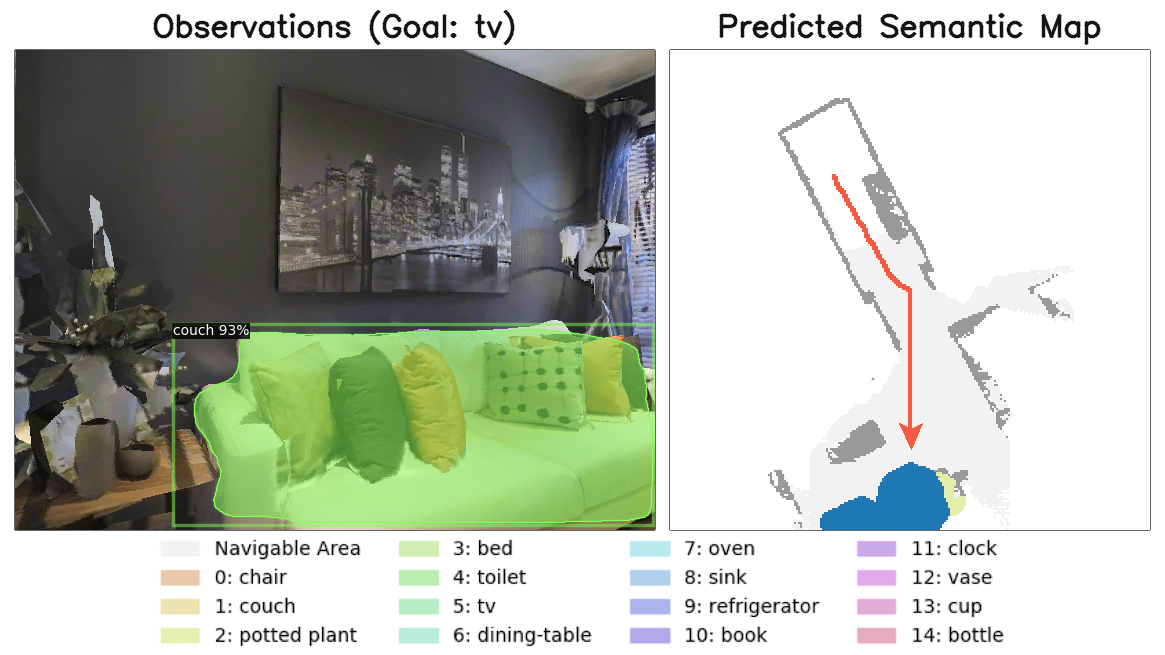 Observations (Goal: tv)
Predicted Semantic Map
couch 93%
Navigable Area
0: chair
1: couch
2: potted plant
3: bed
4: toilet
5: tv
6: dining-table
7: oven
8: sink
9: refrigerator
10: book
11: clock
12: vase
13: cup
14: bottle